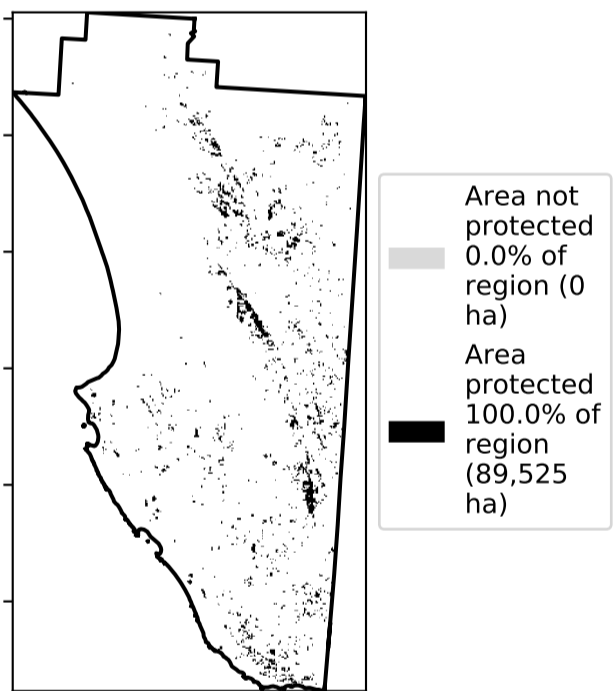 Area not
protected
0.0% of
region (0
ha)
Area
protected
100.0% of
region
(89,525
ha)